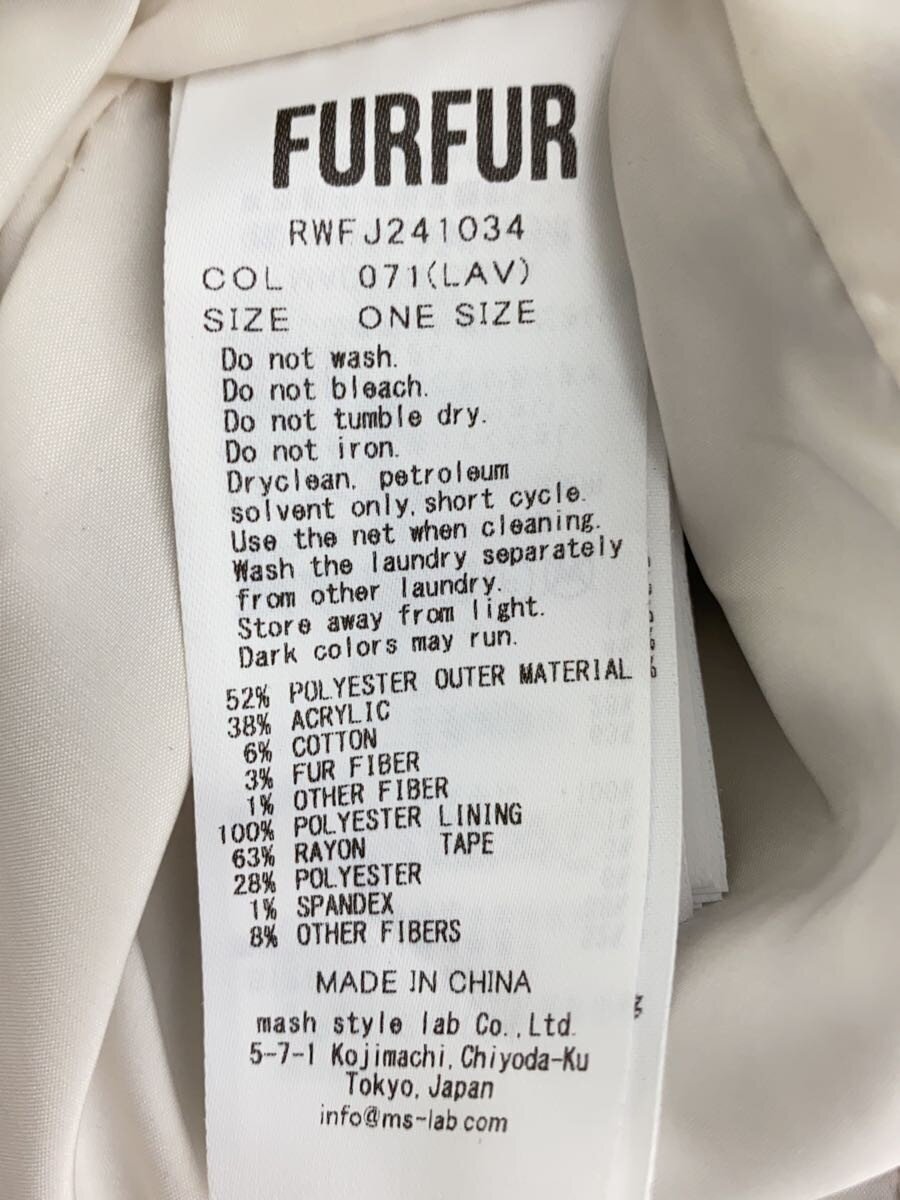 FURFUR
RWFJ241034
COL 071(LAV)
SIZE ONE SIZE
Do not wash.
Do not bleach.
Do not tumble dry.
Do not iron.
Dryclean, petroleum
solvent only, short cycle.
Use the net when cleaning.
Wash the laundry separately
from other laundry.
Store away from light.
Dark colors may run.
52% POLYESTER OUTER MATERIAL
38% ACRYLIC
6% COTTON
3% FUR FIBER
1% OTHER FIBER
100% POLYESTER LINING
63% RAYON TAPE
28% POLYESTER
1% SPANDEX
8% OTHER FIBERS
MADE IN CHINA
mash style lab Co.,Ltd.
5-7-1 Kojimachi,Chiyoda-Ku
Tokyo,Japan
info@ms-lab.com